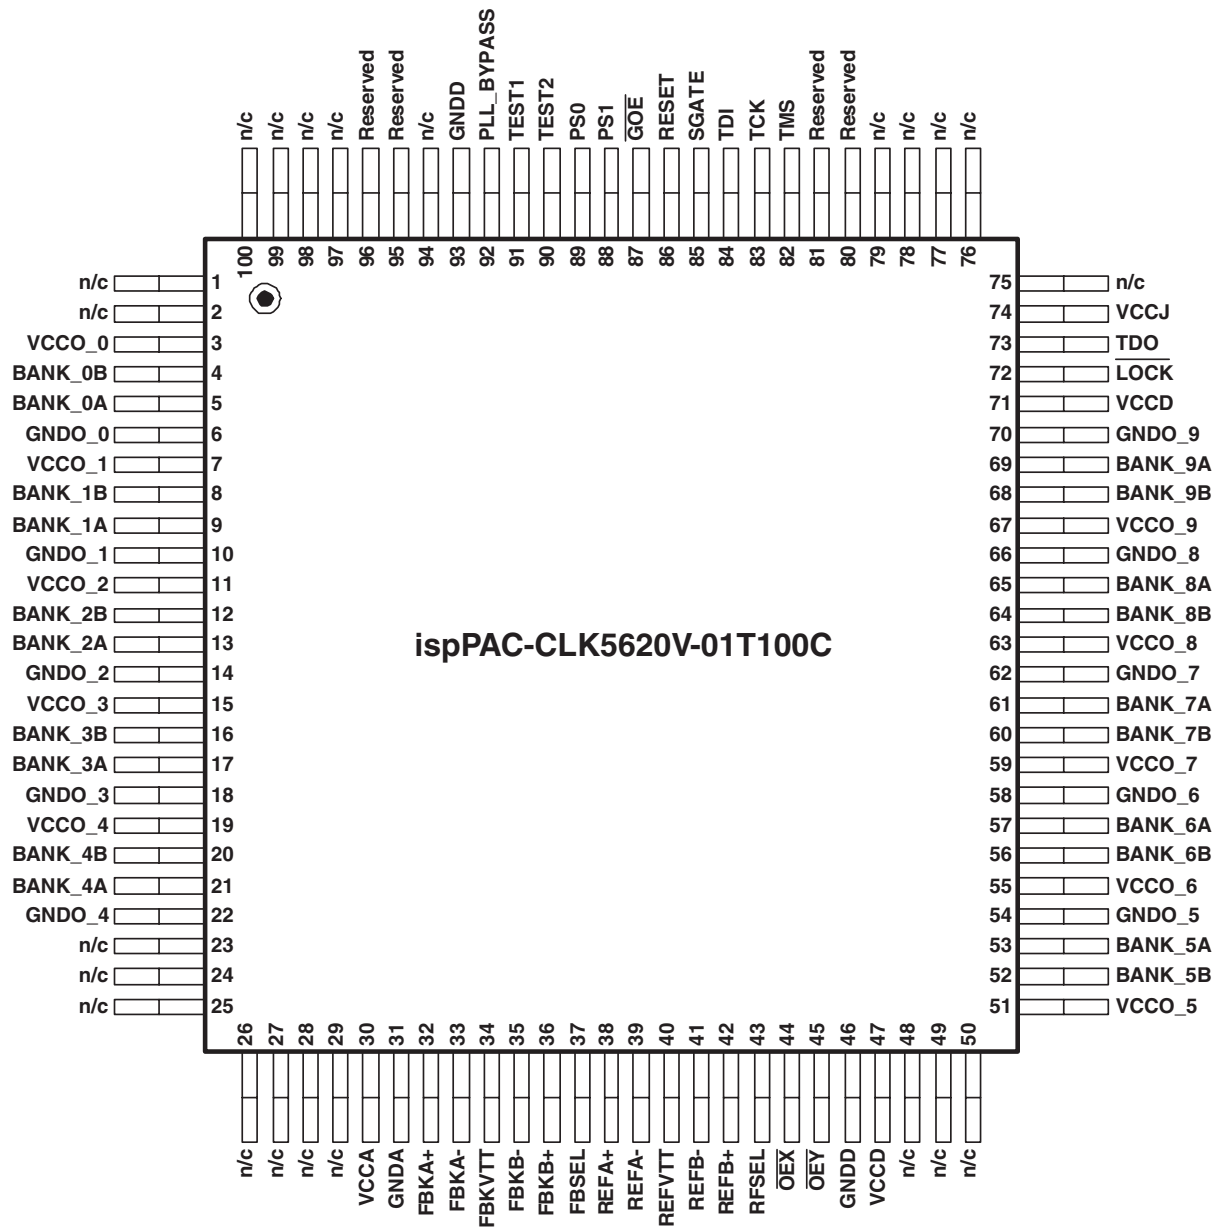 n/c
n/c
n/c
n/c
Reserved
Reserved
n/c
GNDD
PLL_BYPASS
TEST1
TEST2
PS0
PS1
GOE
RESET
SGATE
TDI
TCK
TMS
Reserved
Reserved
n/c
n/c
n/c
n/c
100
99
98
97
96
95
94
93
92
91
90
89
88
87
86
85
84
83
82
81
80
79
78
77
76
n/c 1
n/c 2
VCCO_0 3
BANK_0B 4
BANK_0A 5
GNDO_0 6
VCCO_1 7
BANK_1B 8
BANK_1A 9
GNDO_1 10
VCCO_2 11
BANK_2B 12
BANK_2A 13
GNDO_2 14
VCCO_3 15
BANK_3B 16
BANK_3A 17
GNDO_3 18
VCCO_4 19
BANK_4B 20
BANK_4A 21
GNDO_4 22
n/c 23
n/c 24
n/c 25
ispPAC-CLK5620V-01T100C
75 n/c
74 VCCJ
73 TDO
72 LOCK
71 VCCD
70 GNDO_9
69 BANK_9A
68 BANK_9B
67 VCCO_9
66 GNDO_8
65 BANK_8A
64 BANK_8B
63 VCCO_8
62 GNDO_7
61 BANK_7A
60 BANK_7B
59 VCCO_7
58 GNDO_6
57 BANK_6A
56 BANK_6B
55 VCCO_6
54 GNDO_5
53 BANK_5A
52 BANK_5B
51 VCCO_5
26
27
28
29
30
31
32
33
34
35
36
37
38
39
40
41
42
43
44
45
46
47
48
49
50
n/c
n/c
n/c
n/c
VCCA
GNDA
FBKA+
FBKA-
FBKVTT
FBKB-
FBKB+
FBSEL
REFA+
REFA-
REFVTT
REFB-
REFB+
RFSEL
OEX
OEY
GNDD
VCCD
n/c
n/c
n/c